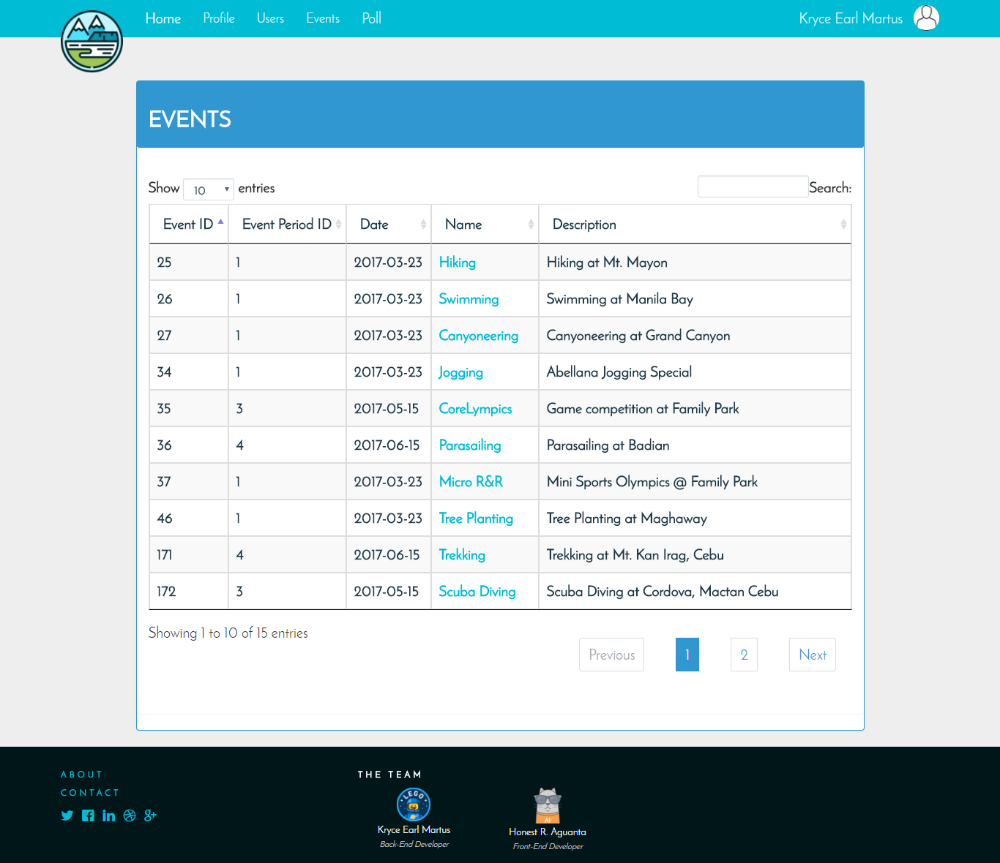 Home Profile Users Events Poll Kryce Earl Martus
EVENTS
Show 10 entries Search:
Event ID Event Period ID Date Name Description
25 1 2017-03-23 Hiking Hiking at Mt. Mayon
26 1 2017-03-23 Swimming Swimming at Manila Bay
27 1 2017-03-23 Canyoneering Canyoneering at Grand Canyon
34 1 2017-03-23 Jogging Abellana Jogging Special
35 3 2017-05-15 CoreLympics Game competition at Family Park
36 4 2017-06-15 Parasailing Parasailing at Badian
37 1 2017-03-23 Micro R&R Mini Sports Olympics @ Family Park
46 1 2017-03-23 Tree Planting Tree Planting at Maghaway
171 4 2017-06-15 Trekking Trekking at Mt. Kan Irag, Cebu
172 3 2017-05-15 Scuba Diving Scuba Diving at Cordova, Mactan Cebu
Showing 1 to 10 of 15 entries
Previous 1 2 Next
ABOUT
CONTACT
THE TEAM
LEGO
Kryce Earl Martus
Back-End Developer
AI
Honest R. Aguanta
Front-End Developer